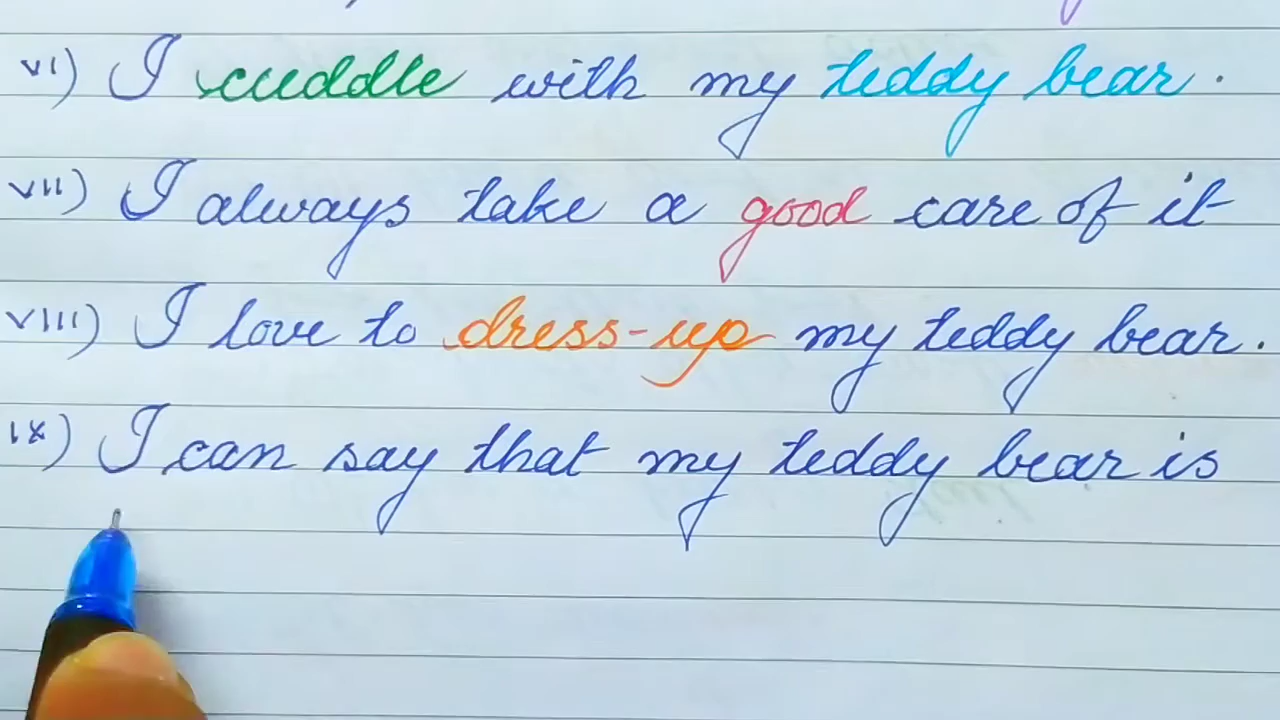 vi) I cuddle with my teddy bear.
vii) I always take a good care of it
viii) I love to dress-up my teddy bear.
ix) I can say that my teddy bear is